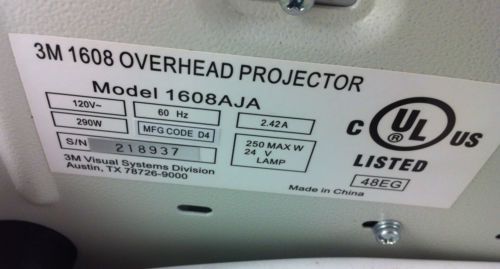 3M 1608 OVERHEAD PROJECTOR
Model 1608AJA
120V~ 60 Hz 2.42A
290W MFG CODE D4
S/N 218937
250 MAX W
24 V
LAMP
3M Visual Systems Division
Austin, TX 78726-9000
C UL ® US
LISTED
48EG
Made in China